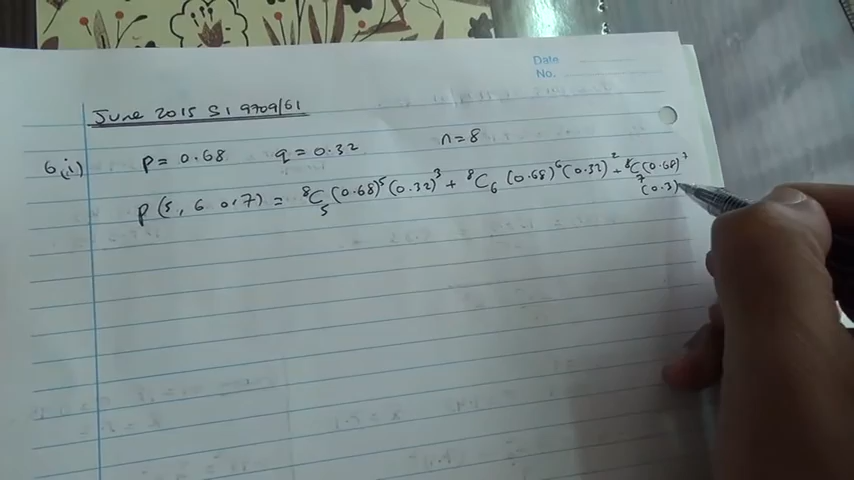 Date
No.
June 2015 S1 9709/61
6(i) p = 0.68 q = 0.32 n = 8
P(5, 6 or 7) = ⁸C₅ (0.68)⁵ (0.32)³ + ⁸C₆ (0.68)⁶ (0.32)² + ⁸C₇ (0.68)⁷
(0.3)